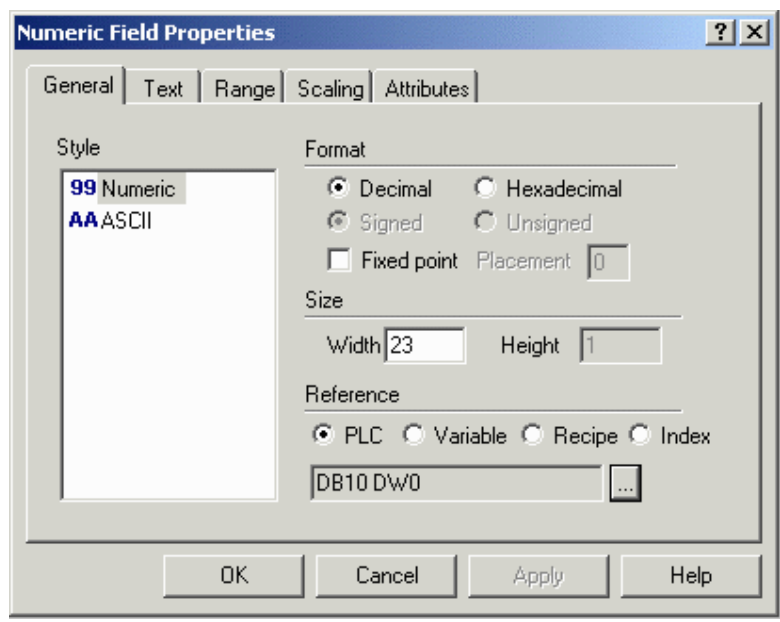 Numeric Field Properties
General Text Range Scaling Attributes
Style
99 Numeric
AA ASCII
Format
Decimal Hexadecimal
Signed Unsigned
Fixed point Placement 0
Size
Width 23 Height 1
Reference
PLC Variable Recipe Index
DB10 DW0 ...
OK Cancel Apply Help